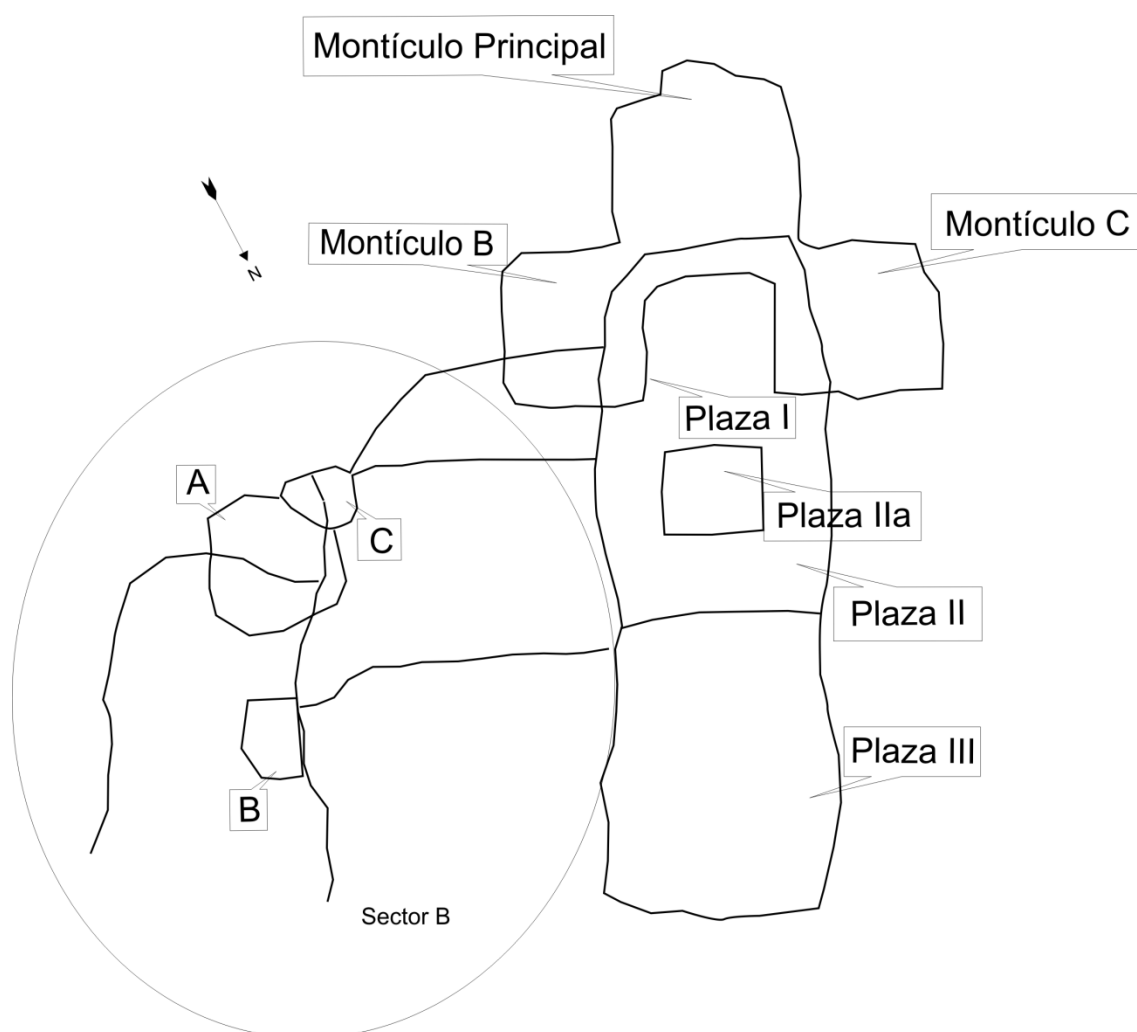 Montículo Principal
Montículo B
Montículo C
N
Plaza I
A
C
Plaza IIa
Plaza II
Plaza III
B
Sector B